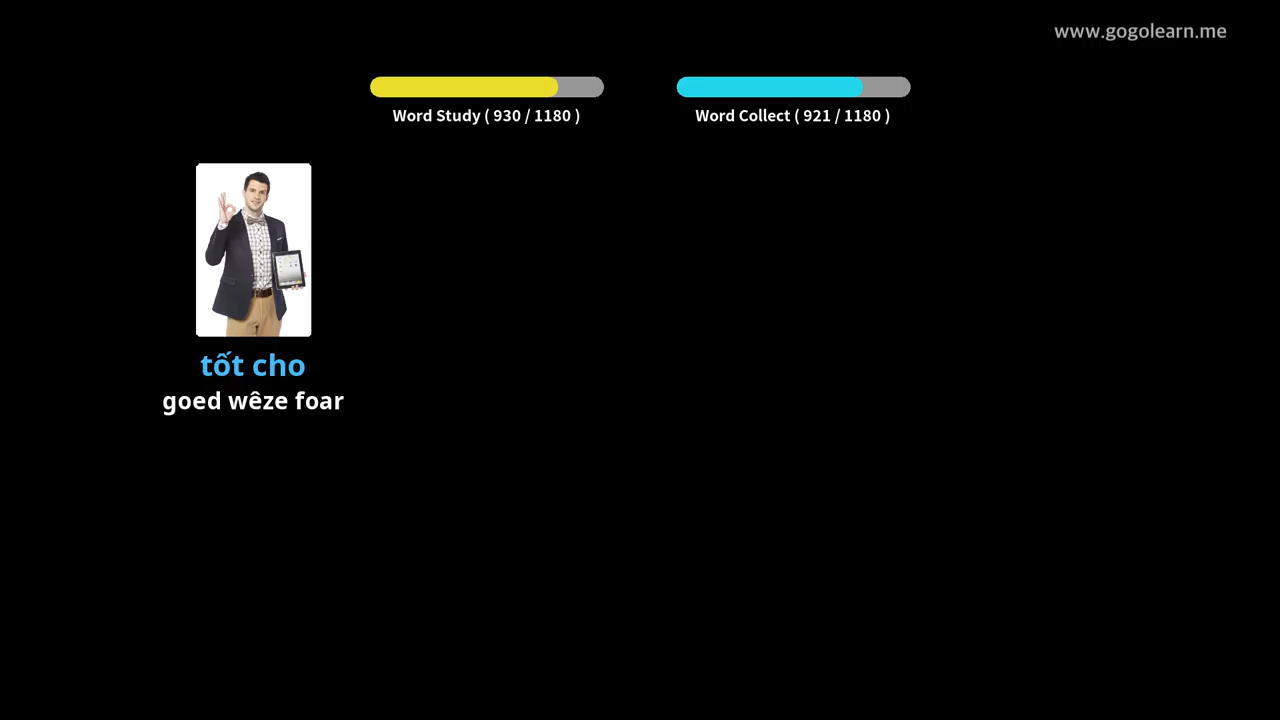 www.gogolearn.me
Word Study ( 930 / 1180 )
Word Collect ( 921 / 1180 )
tốt cho
goed wêze foar